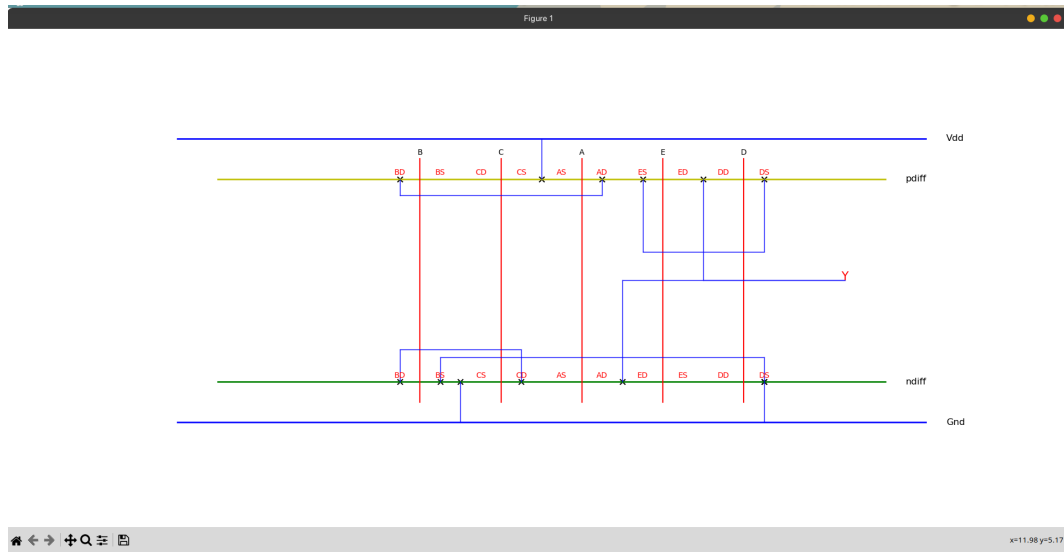 Figure 1
Vdd
B C A E D
BD BS CD CS AS AD ES ED DD DS
pdiff
Y
BD BS CS CD AS AD ED ES DD DS
ndiff
Gnd
x=11.98 y=5.17